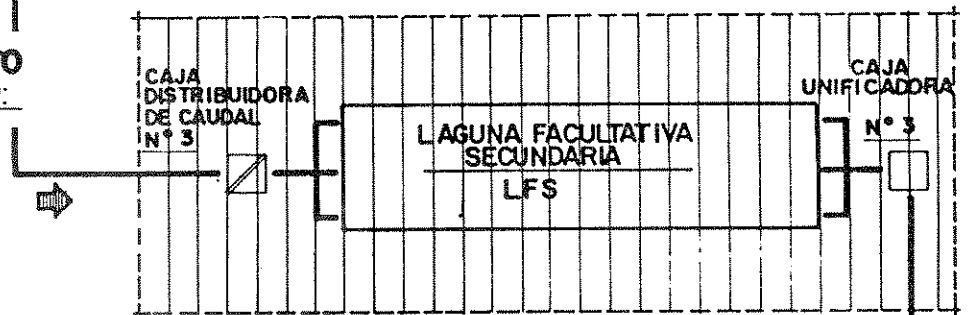 CAJA
DISTRIBUIDORA
DE CAUDAL
N° 3
LAGUNA FACULTATIVA
SECUNDARIA
LFS
CAJA
UNIFICADORA
N° 3